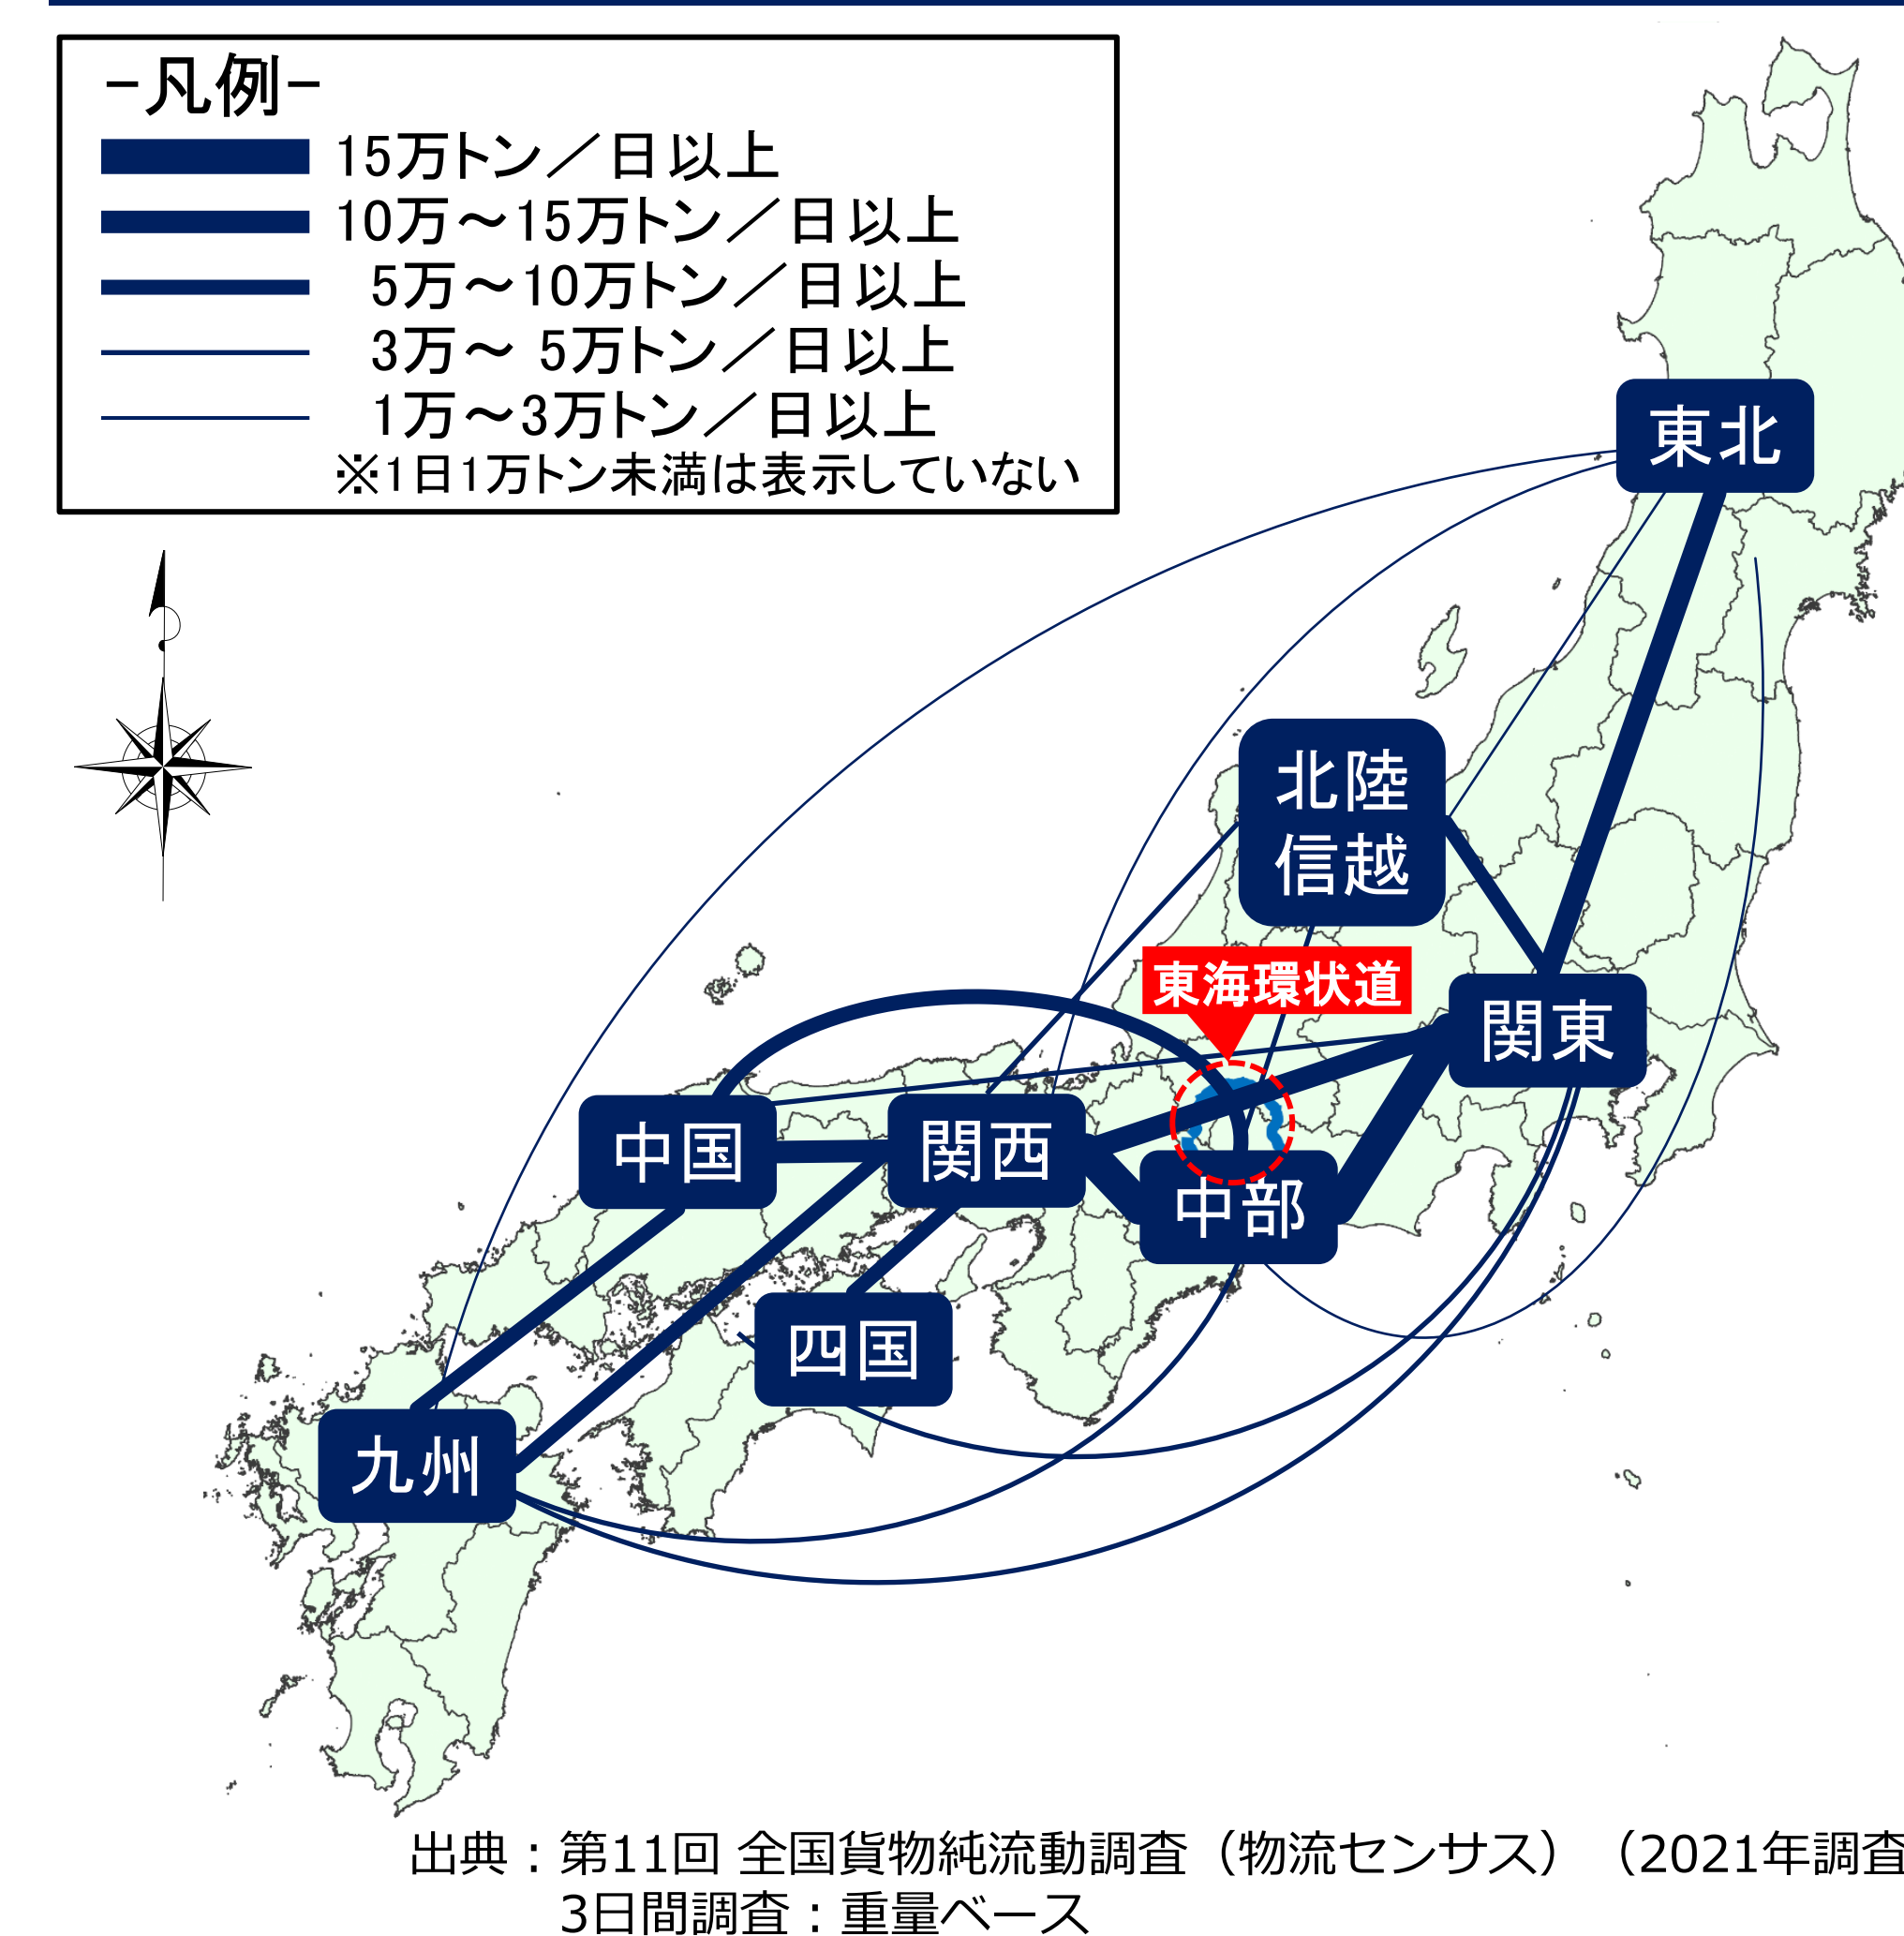 -凡例-
15万トン／日以上
10万～15万トン／日以上
5万～10万トン／日以上
3万～ 5万トン／日以上
1万～3万トン／日以上
※1日1万トン未満は表示していない
東北
北陸
信越
東海環状道
関東
中国
関西
中部
四国
九州
出典：第11回 全国貨物純流動調査（物流センサス）（2021年調査
3日間調査：重量ベース